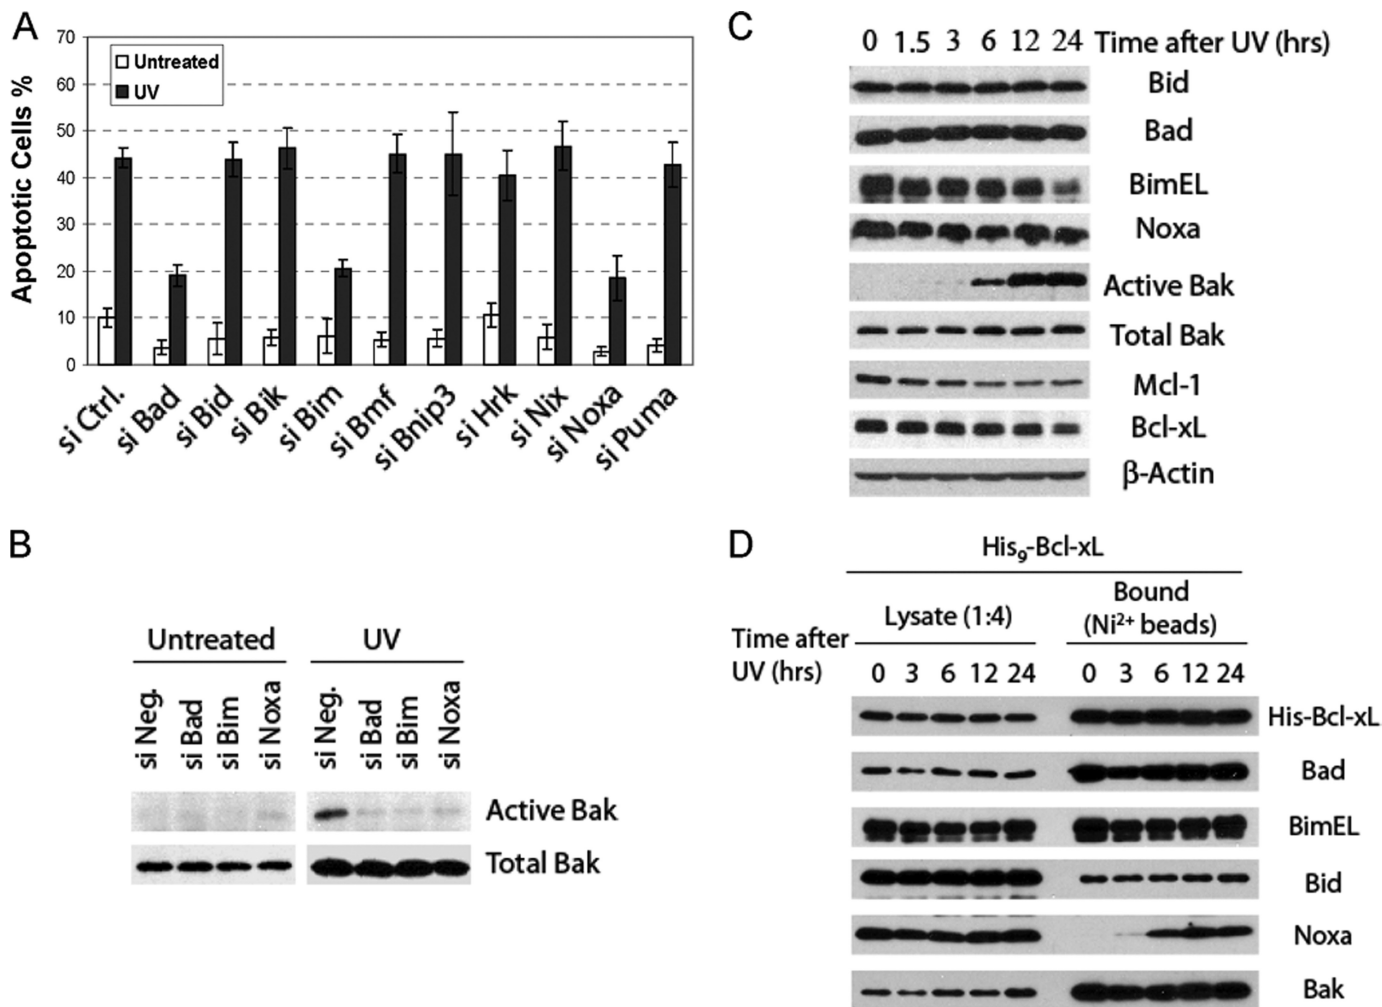 A
Apoptotic Cells %
70
60
50
40
30
20
10
0
Untreated
UV
si Ctrl.
si Bad
si Bid
si Bik
si Bim
si Bmf
si Bnip3
si Hrk
si Nix
si Noxa
si Puma
B
Untreated
UV
si Neg.
si Bad
si Bim
si Noxa
si Neg.
si Bad
si Bim
si Noxa
Active Bak
Total Bak
C
0 1.5 3 6 12 24 Time after UV (hrs)
Bid
Bad
BimEL
Noxa
Active Bak
Total Bak
Mcl-1
Bcl-xL
β-Actin
D
His₉-Bcl-xL
Lysate (1:4)
Bound
(Ni²⁺ beads)
Time after
UV (hrs)
0 3 6 12 24 0 3 6 12 24
His-Bcl-xL
Bad
BimEL
Bid
Noxa
Bak